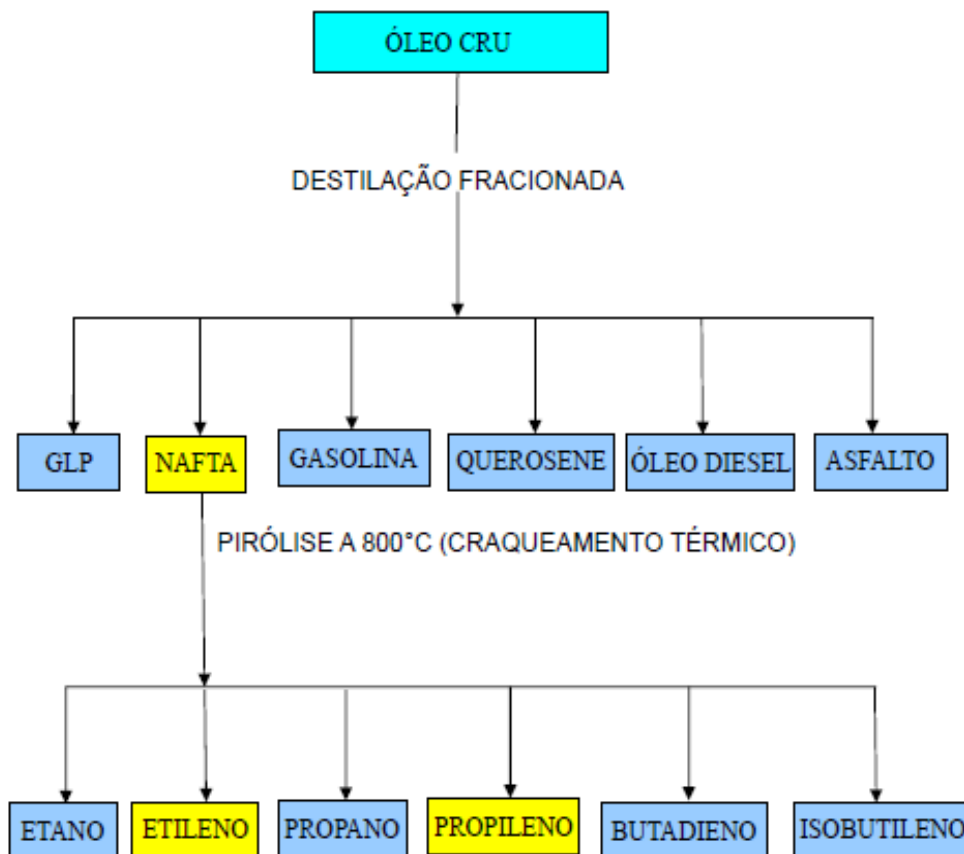 ÓLEO CRU
DESTILAÇÃO FRACIONADA
GLP
NAFTA
GASOLINA
QUEROSENE
ÓLEO DIESEL
ASFALTO
PIRÓLISE A 800°C (CRAQUEAMENTO TÉRMICO)
ETANO
ETILENO
PROPANO
PROPILENO
BUTADIENO
ISOBUTILENO